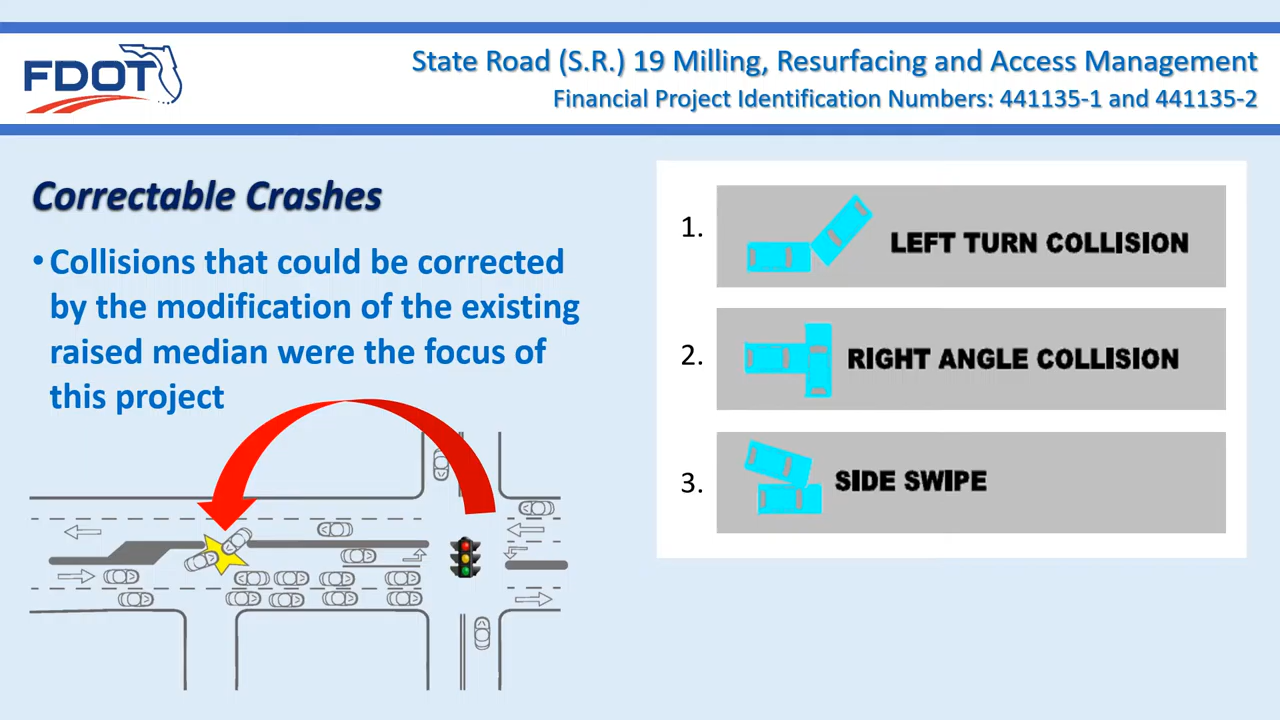 FDOT
State Road (S.R.) 19 Milling, Resurfacing and Access Management
Financial Project Identification Numbers: 441135-1 and 441135-2
Correctable Crashes
• Collisions that could be corrected
by the modification of the existing
raised median were the focus of
this project
1. LEFT TURN COLLISION
2. RIGHT ANGLE COLLISION
3. SIDE SWIPE